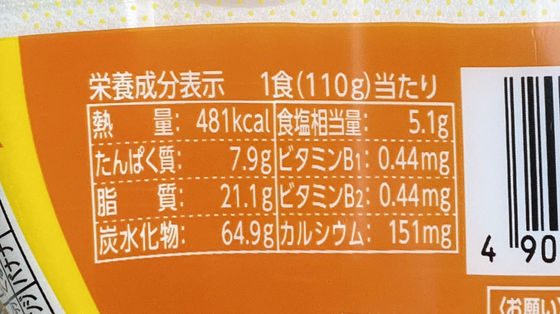 栄養成分表示 1食(110g)当たり
熱量: 481kcal 食塩相当量: 5.1g
たんぱく質: 7.9g ビタミンB1: 0.44mg
脂質: 21.1g ビタミンB2: 0.44mg
炭水化物: 64.9g カルシウム: 151mg
4 90
〈お願い